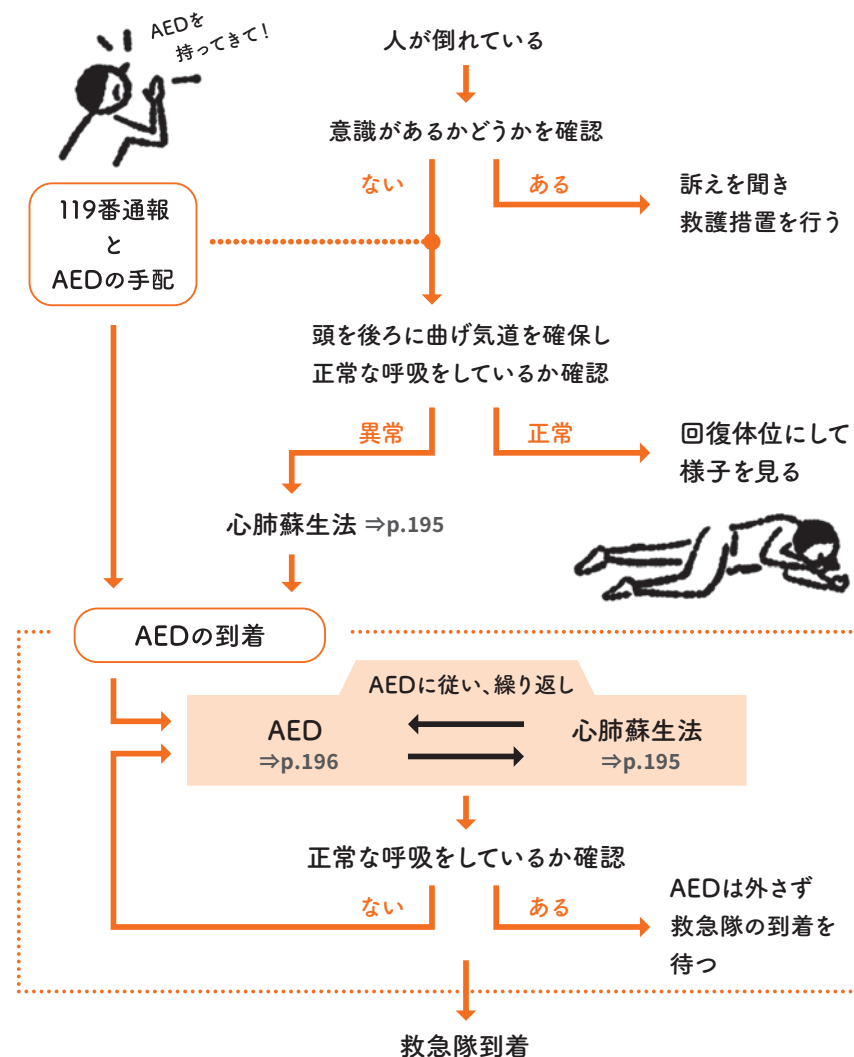 AEDを
持ってきて!
人が倒れている
意識があるかどうかを確認
ない
ある
訴えを聞き
救護措置を行う
119番通報
と
AEDの手配
頭を後ろに曲げ気道を確保し
正常な呼吸をしているか確認
異常
正常
回復体位にして
様子を見る
心肺蘇生法 ⇒p.195
AEDの到着
AEDに従い、繰り返し
AED
⇒p.196
心肺蘇生法
⇒p.195
正常な呼吸をしているか確認
ない
ある
AEDは外さず
救急隊の到着を
待つ
救急隊到着